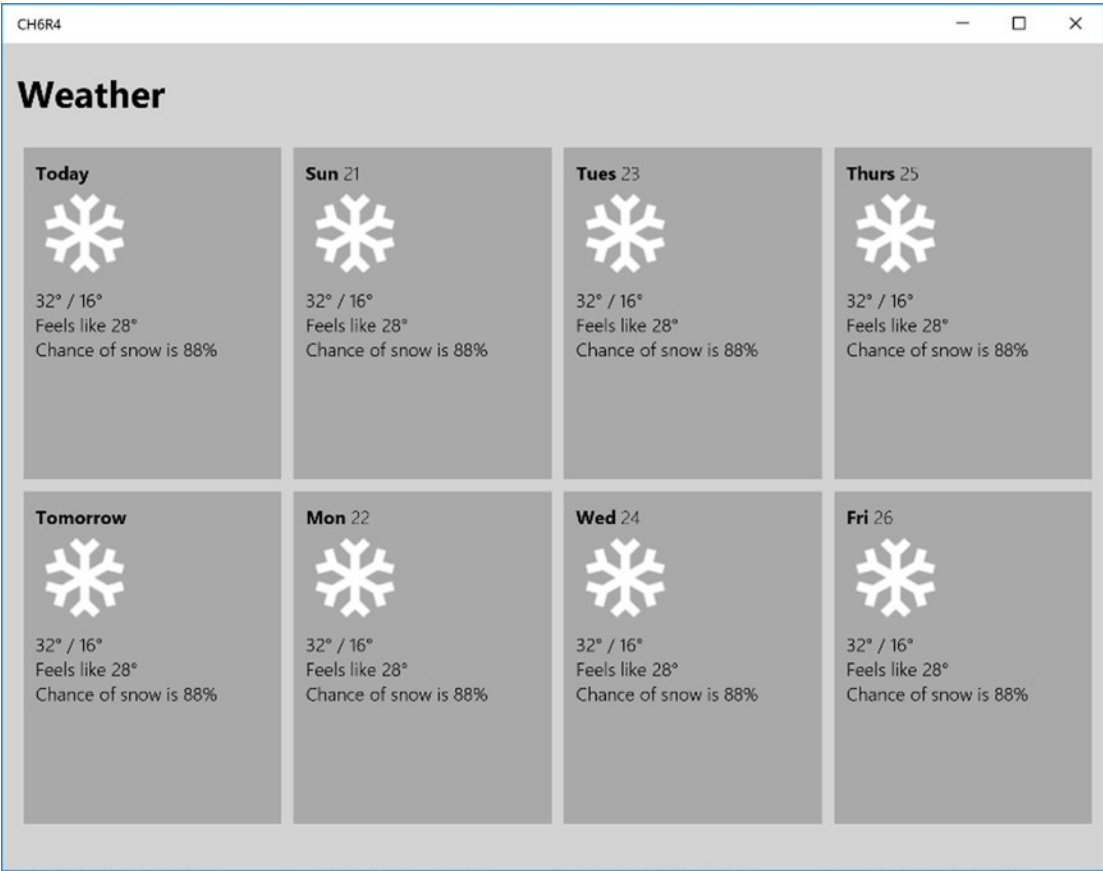 CH6R4
Weather
Today
32° / 16°
Feels like 28°
Chance of snow is 88%
Sun 21
32° / 16°
Feels like 28°
Chance of snow is 88%
Tues 23
32° / 16°
Feels like 28°
Chance of snow is 88%
Thurs 25
32° / 16°
Feels like 28°
Chance of snow is 88%
Tomorrow
32° / 16°
Feels like 28°
Chance of snow is 88%
Mon 22
32° / 16°
Feels like 28°
Chance of snow is 88%
Wed 24
32° / 16°
Feels like 28°
Chance of snow is 88%
Fri 26
32° / 16°
Feels like 28°
Chance of snow is 88%